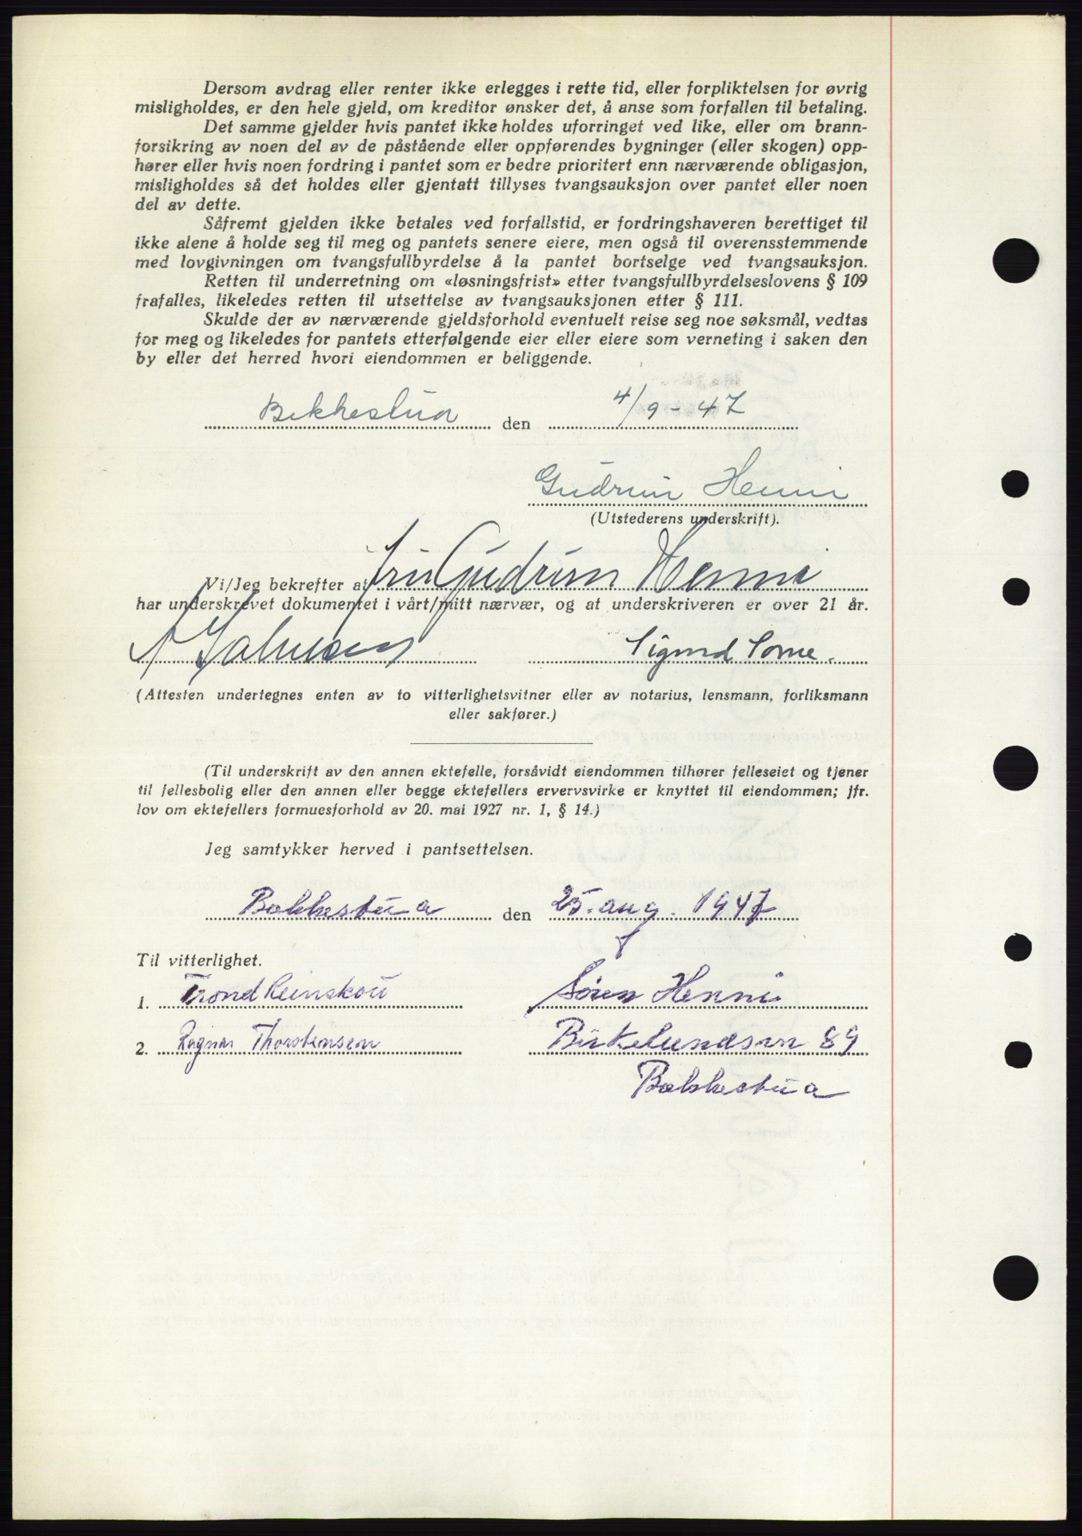 Dersom avdrag eller renter ikke erlegges i rette tid, eller forpliktelsen for øvrig
misligholdes, er den hele gjeld, om kreditor ønsker det, å anse som forfallen til betaling.
Det samme gjelder hvis pantet ikke holdes uforringet ved like, eller om brann-
forsikring av noen del av de påstående eller oppførendes bygninger (eller skogen) opp-
hører eller hvis noen fordring i pantet som er bedre prioritert enn nærværende obligasjon,
misligholdes så det holdes eller gjentatt tillyses tvangsauksjon over pantet eller noen
del av dette.
Såfremt gjelden ikke betales ved forfallstid, er fordringshaveren berettiget til
ikke alene å holde seg til meg og pantets senere eiere, men også til overensstemmende
med lovgivningen om tvangsfullbyrdelse å la pantet bortselge ved tvangsauksjon.
Retten til underretning om «løsningsfrist» etter tvangsfullbyrdelseslovens § 109
frafalles, likeledes retten til utsettelse av tvangsauksjonen etter § 111.
Skulde der av nærværende gjeldsforhold eventuelt reise seg noe søksmål, vedtas
for meg og likeledes for pantets etterfølgende eier eller eiere som verneting i saken den
by eller det herred hvori eiendommen er beliggende.
Bekkestua den 4/9-47
Gudrun Henni
(Utstederens underskrift).
Vi/Jeg bekrefter at fru Gudrun Henni
har underskrevet dokumentet i vårt/mitt nærvær, og at underskriveren er over 21 år.
Sigurd
(Attesten undertegnes enten av to vitterlighetsvitner eller av notarius, lensmann, forliksmann
eller sakfører.)
(Til underskrift av den annen ektefelle, forsåvidt eiendommen tilhører felleseiet og tjener
til fellesbolig eller den annen eller begge ektefellers ervervsvirke er knyttet til eiendommen; jfr.
lov om ektefellers formuesforhold av 20. mai 1927 nr. 1, § 14.)
Jeg samtykker herved i pantsettelsen.
Bekkestua den 25. aug. 1947
Til vitterlighet.
1. Trond Reinskou Søren Henni
2. Ragnar Thorstensen Birkelundsvn 89
Bekkestua